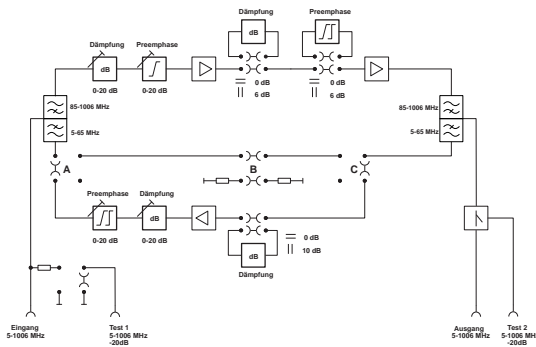 Dämpfung
Preemphase
Dämpfung
Preemphase
dB
dB
0-20 dB
0-20 dB
0 dB
6 dB
0 dB
6 dB
85-1006 MHz
5-65 MHz
85-1006 MHz
5-65 MHz
A
B
C
Preemphase
Dämpfung
dB
0-20 dB
0-20 dB
0 dB
10 dB
dB
Dämpfung
Eingang
5-1006 MHz
Test 1
5-1006 MHz
-20dB
Ausgang
5-1006 MHz
Test 2
5-1006 MH
-20dB